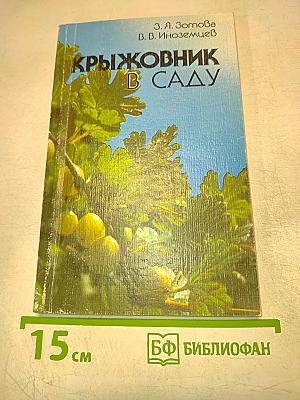 З. Я. Зотова
В. В. Иноземцев
КРЫЖОВНИК
В САДУ
15 см
БФ БИБЛИОФАН